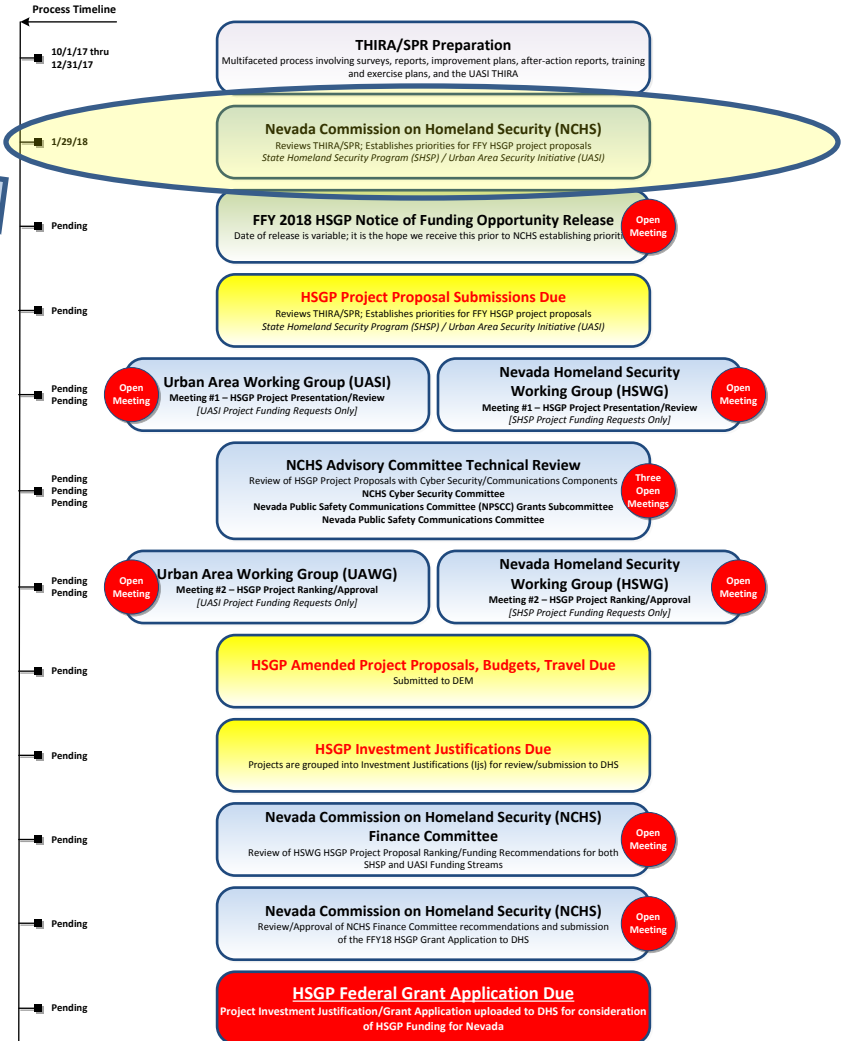 Process Timeline
10/1/17 thru
12/31/17
THIRA/SPR Preparation
Multifaceted process involving surveys, reports, improvement plans, after-action reports, training
and exercise plans, and the UASI THIRA
1/29/18
Nevada Commission on Homeland Security (NCHS)
Reviews THIRA/SPR; Establishes priorities for FFY HSGP project proposals
State Homeland Security Program (SHSP) / Urban Area Security Initiative (UASI)
Pending
FFY 2018 HSGP Notice of Funding Opportunity Release
Date of release is variable; it is the hope we receive this prior to NCHS establishing
Open
Meeting
Pending
HSGP Project Proposal Submissions Due
Reviews THIRA/SPR; Establishes priorities for FFY HSGP project proposals
State Homeland Security Program (SHSP) / Urban Area Security Initiative (UASI)
Pending
Pending
Open
Meeting
Urban Area Working Group (UASI)
Meeting #1 – HSGP Project Presentation/Review
[UASI Project Funding Requests Only]
Nevada Homeland Security
Working Group (HSWG)
Meeting #1 – HSGP Project Presentation/Review
[SHSP Project Funding Requests Only]
Open
Meeting
Pending
Pending
Pending
NCHS Advisory Committee Technical Review
Review of HSGP Project Proposals with Cyber Security/Communications Components
NCHS Cyber Security Committee
Nevada Public Safety Communications Committee (NPSCC) Grants Subcommittee
Nevada Public Safety Communications Committee
Three
Open
Meetings
Pending
Pending
Open
Meeting
Urban Area Working Group (UAWG)
Meeting #2 – HSGP Project Ranking/Approval
[UASI Project Funding Requests Only]
Nevada Homeland Security
Working Group (HSWG)
Meeting #2 – HSGP Project Ranking/Approval
[SHSP Project Funding Requests Only]
Open
Meeting
Pending
HSGP Amended Project Proposals, Budgets, Travel Due
Submitted to DEM
Pending
HSGP Investment Justifications Due
Projects are grouped into Investment Justifications (Ijs) for review/submission to DHS
Pending
Nevada Commission on Homeland Security (NCHS)
Finance Committee
Review of HSWG HSGP Project Proposal Ranking/Funding Recommendations for both
SHSP and UASI Funding Streams
Open
Meeting
Pending
Nevada Commission on Homeland Security (NCHS)
Review/Approval of NCHS Finance Committee recommendations and submission
of the FFY18 HSGP Grant Application to DHS
Open
Meeting
Pending
HSGP Federal Grant Application Due
Project Investment Justification/Grant Application uploaded to DHS for consideration
of HSGP Funding for Nevada